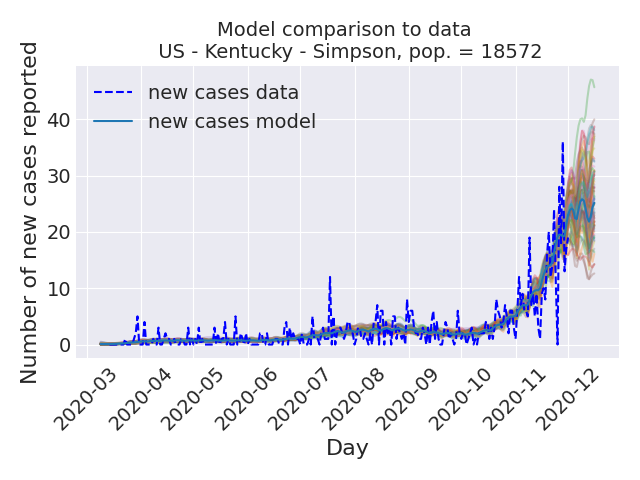 Model comparison to data
US - Kentucky - Simpson, pop. = 18572
Number of new cases reported
new cases data
new cases model
40
30
20
10
0
2020-03
2020-04
2020-05
2020-06
2020-07
2020-08
2020-09
2020-10
2020-11
2020-12
Day